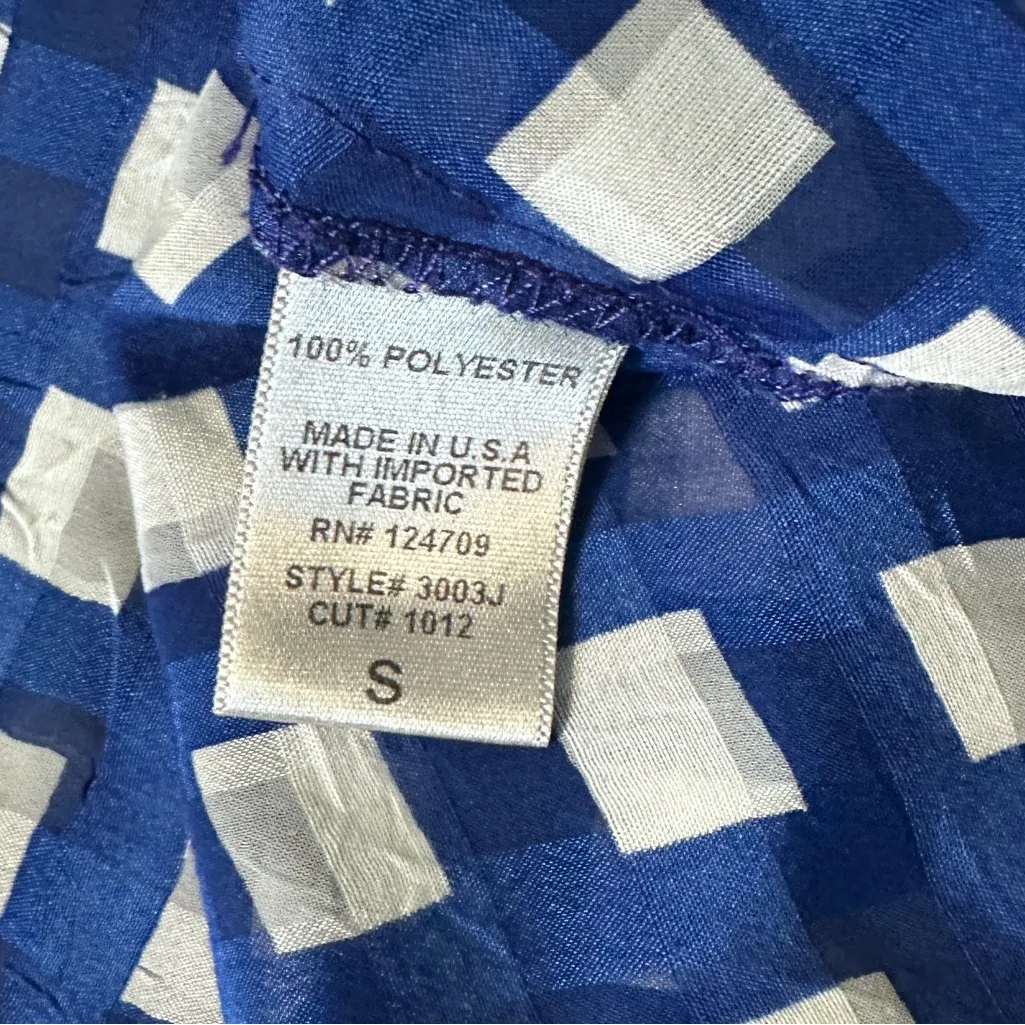 100% POLYESTER
MADE IN U.S.A
WITH IMPORTED
FABRIC
RN# 124709
STYLE# 3003J
CUT# 1012
S